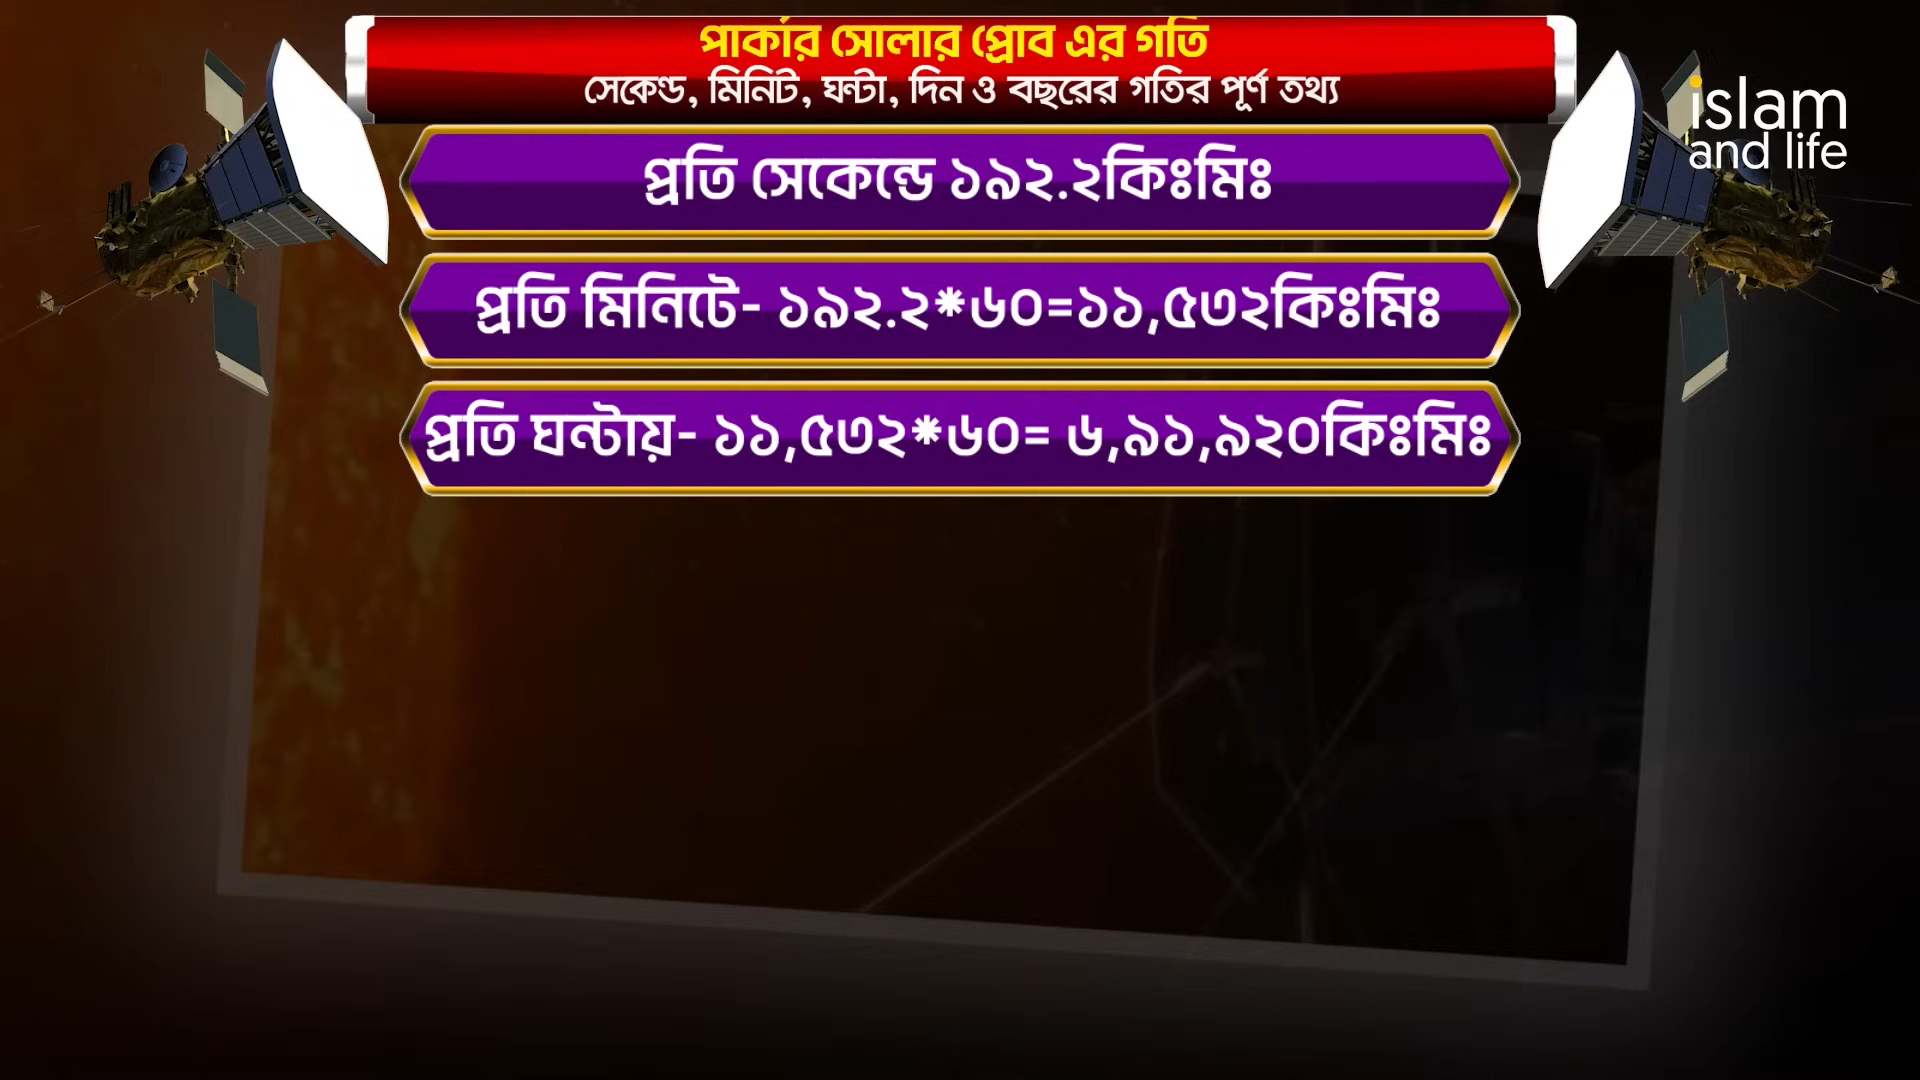 পার্কার সোলার প্রোব এর গতি
সেকেণ্ড, মিনিট, ঘন্টা, দিন ও বছরের গতির পূর্ণ তথ্য
প্রতি সেকেন্ডে ১৯২.২কিঃমিঃ
প্রতি মিনিটে- ১৯২.২*৬০=১১,৫৩২কিঃমিঃ
প্রতি ঘন্টায়- ১১,৫৩২*৬০= ৬,৯১,৯২০কিঃমিঃ
islam
and life